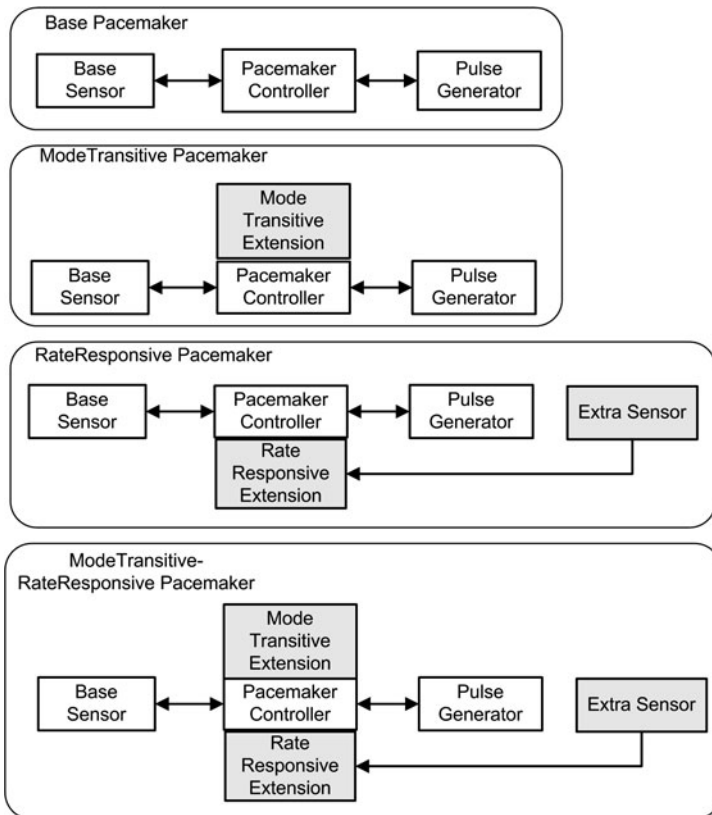 Base Pacemaker
Base
Sensor
Pacemaker
Controller
Pulse
Generator
ModeTransitive Pacemaker
Mode
Transitive
Extension
Base
Sensor
Pacemaker
Controller
Pulse
Generator
RateResponsive Pacemaker
Base
Sensor
Pacemaker
Controller
Pulse
Generator
Extra Sensor
Rate
Responsive
Extension
ModeTransitive-
RateResponsive Pacemaker
Mode
Transitive
Extension
Base
Sensor
Pacemaker
Controller
Pulse
Generator
Extra Sensor
Rate
Responsive
Extension